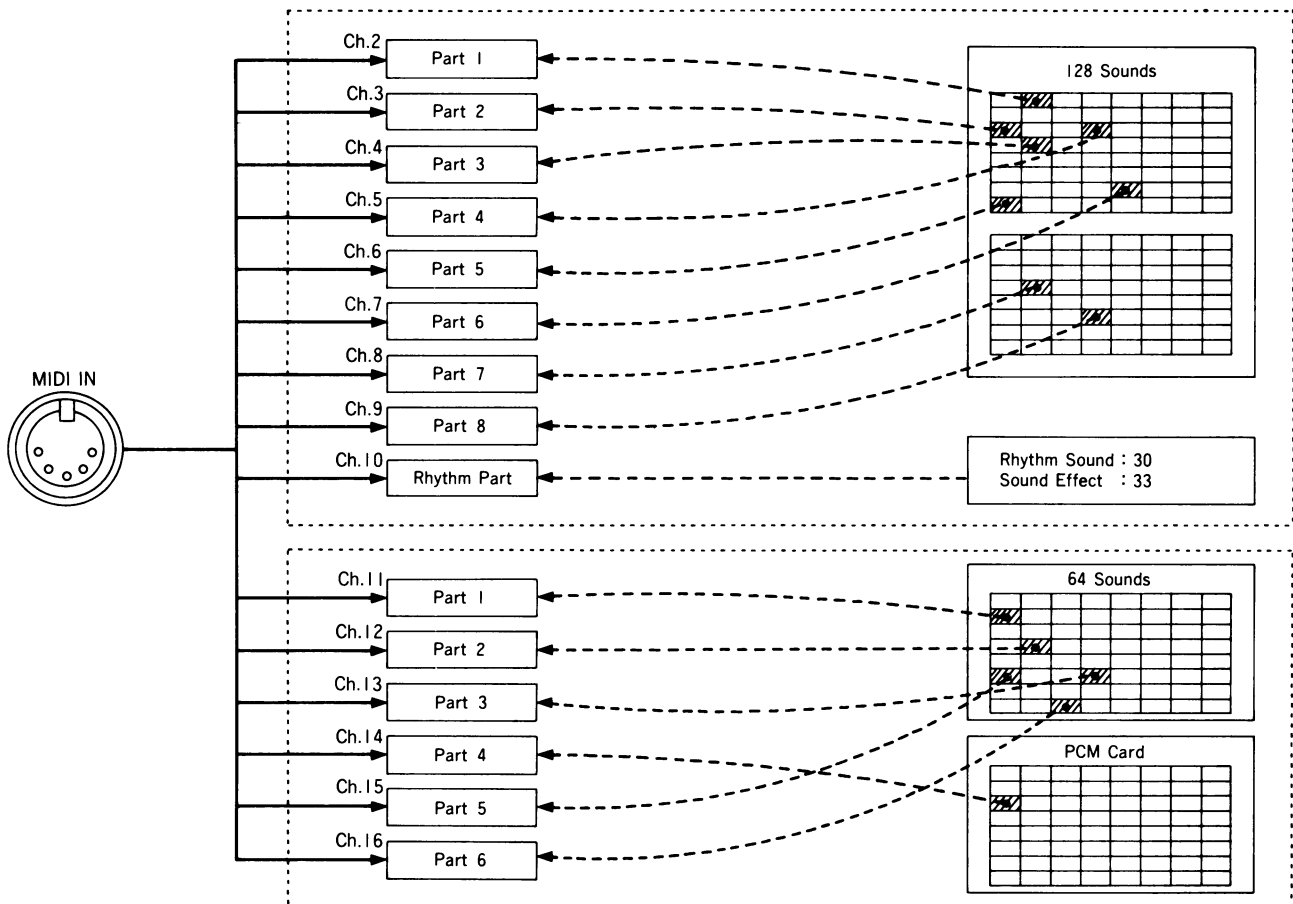 MIDI IN
Ch.2
Part 1
Ch.3
Part 2
Ch.4
Part 3
Ch.5
Part 4
Ch.6
Part 5
Ch.7
Part 6
Ch.8
Part 7
Ch.9
Part 8
Ch.10
Rhythm Part
128 Sounds
Rhythm Sound : 30
Sound Effect : 33
Ch.11
Part 1
Ch.12
Part 2
Ch.13
Part 3
Ch.14
Part 4
Ch.15
Part 5
Ch.16
Part 6
64 Sounds
PCM Card